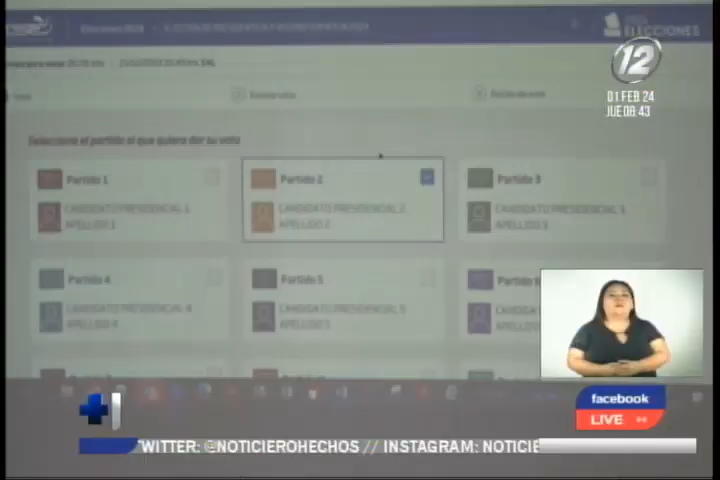 ELECCIONES
12
01 FEB 24
JUE 08:43
Seleccione el partido al que quiera dar su voto
Partido 1
CANDIDATO PRESIDENCIAL 1
APELLIDO 1
Partido 2
CANDIDATO PRESIDENCIAL 2
APELLIDO 2
Partido 3
CANDIDATO PRESIDENCIAL 3
APELLIDO 3
Partido 4
CANDIDATO PRESIDENCIAL 4
APELLIDO 4
Partido 5
CANDIDATO PRESIDENCIAL 5
APELLIDO 5
Partido
CANDIDATO
APELLIDO
facebook
LIVE
WITTER: @NOTICIEROHECHOS // INSTAGRAM: NOTICIE